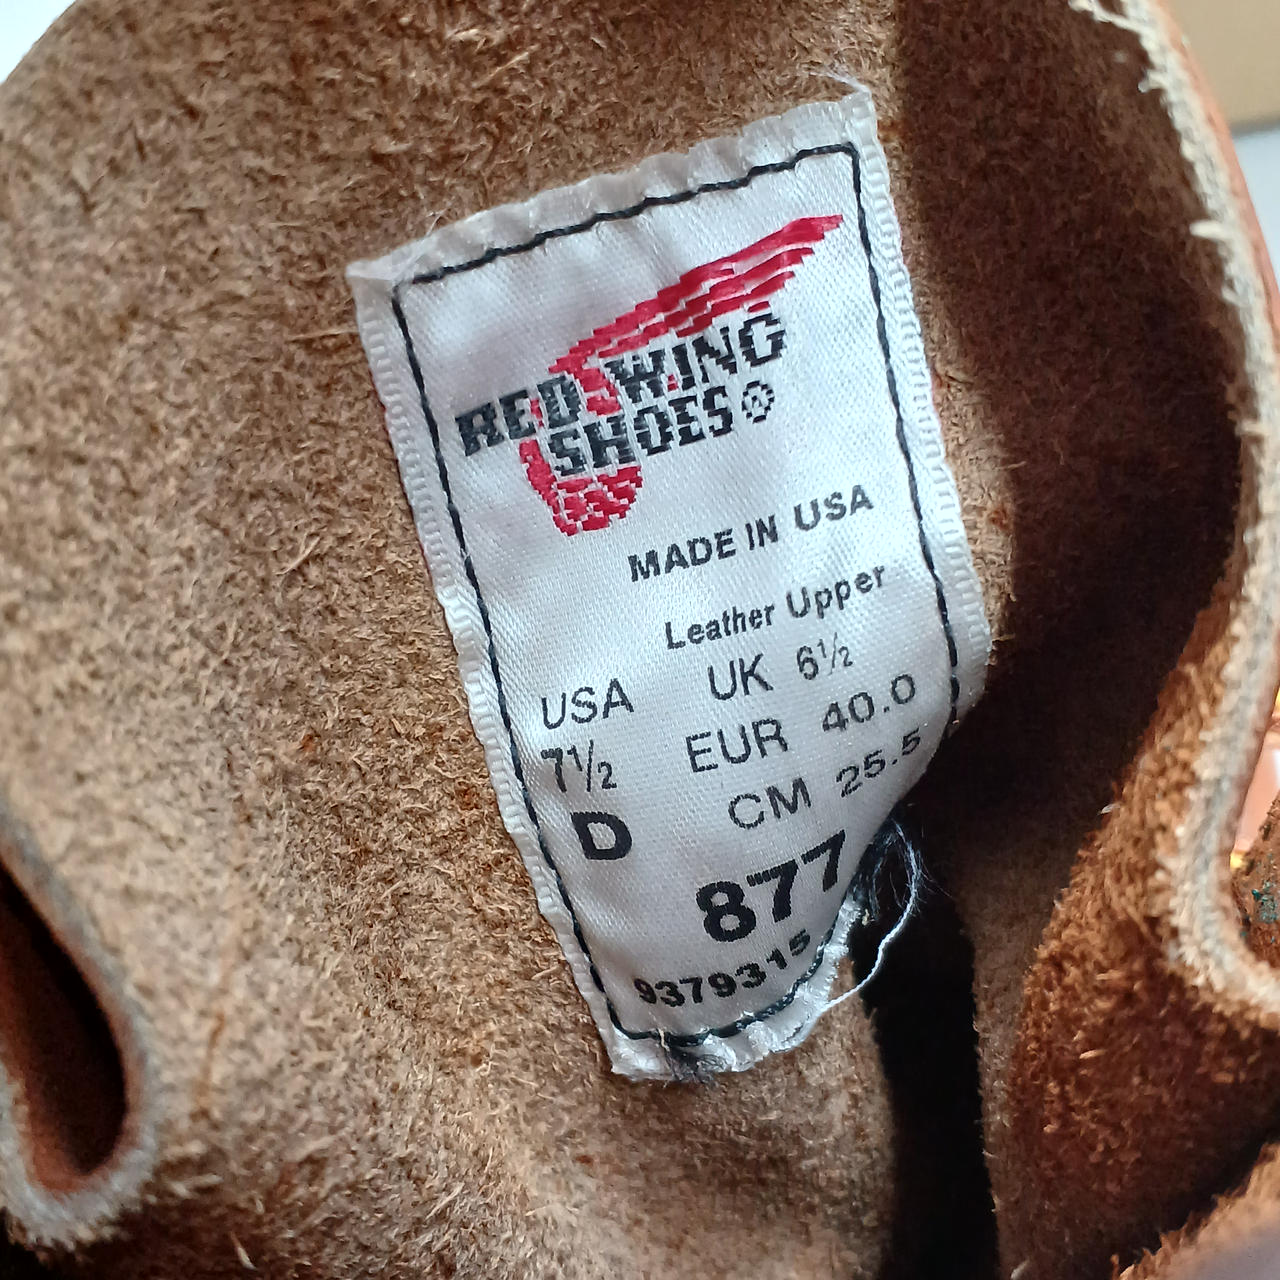 RED WING
SHOES®
MADE IN USA
Leather Upper
USA UK 6½
7½ EUR 40.0
D CM 25.5
877
9379315